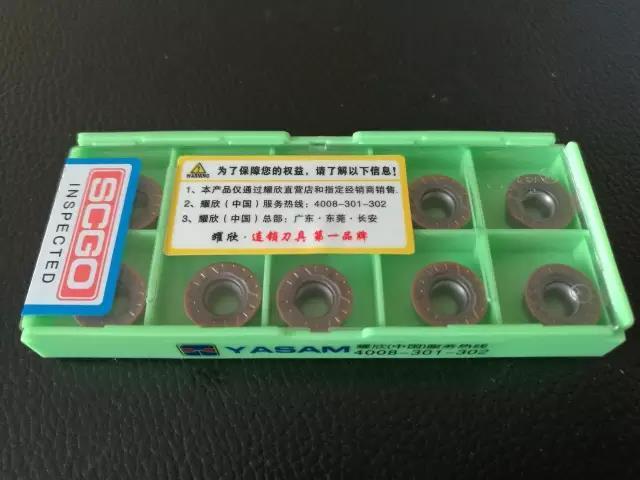 SCGO
INSPECTED
WARNING
为了保障您的权益，请了解以下信息！
1、本产品仅通过耀欣直营店和指定经销商销售.
2、耀欣（中国）服务热线：4008-301-302
3、耀欣（中国）总部：广东·东莞·长安
耀欣·连锁刀具 第一品牌
YASAM
耀欣(中国)服务热线
4008-301-302